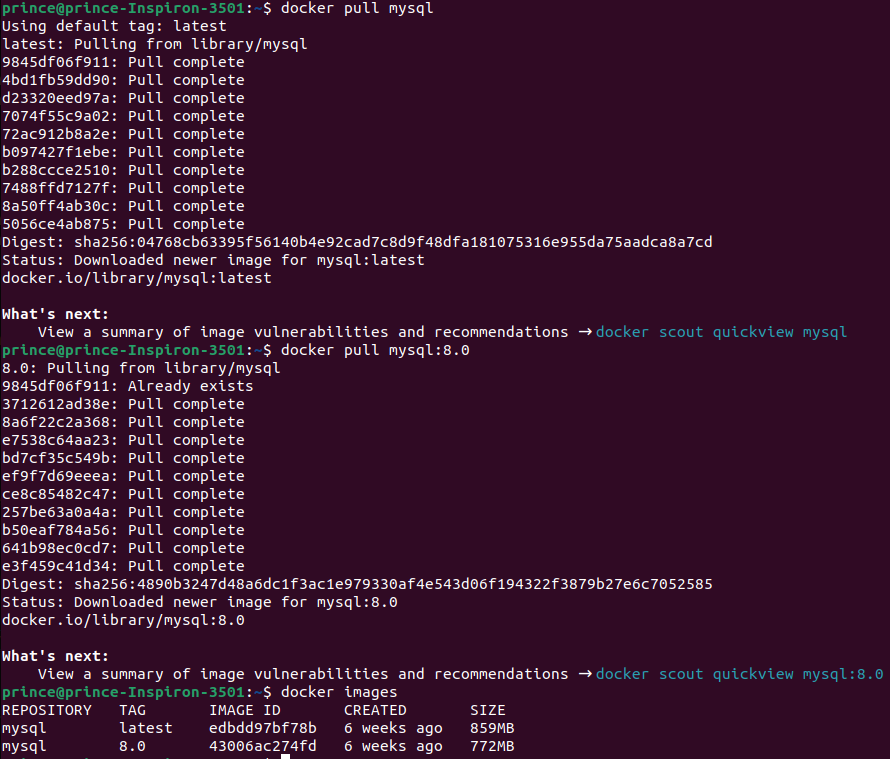 prince@prince-Inspiron-3501:~$ docker pull mysql
Using default tag: latest
latest: Pulling from library/mysql
9845df06f911: Pull complete
4bd1fb59dd90: Pull complete
d23320eed97a: Pull complete
7074f55c9a02: Pull complete
72ac912b8a2e: Pull complete
b097427f1ebe: Pull complete
b288ccce2510: Pull complete
7488ffd7127f: Pull complete
8a50ff4ab30c: Pull complete
5056ce4ab875: Pull complete
Digest: sha256:04768cb63395f56140b4e92cad7c8d9f48dfa181075316e955da75aadca8a7cd
Status: Downloaded newer image for mysql:latest
docker.io/library/mysql:latest
What's next:
    View a summary of image vulnerabilities and recommendations → docker scout quickview mysql
prince@prince-Inspiron-3501:~$ docker pull mysql:8.0
8.0: Pulling from library/mysql
9845df06f911: Already exists
3712612ad38e: Pull complete
8a6f22c2a368: Pull complete
e7538c64aa23: Pull complete
bd7cf35c549b: Pull complete
ef9f7d69eeea: Pull complete
ce8c85482c47: Pull complete
257be63a0a4a: Pull complete
b50eaf784a56: Pull complete
641b98ec0cd7: Pull complete
e3f459c41d34: Pull complete
Digest: sha256:4890b3247d48a6dc1f3ac1e979330af4e543d06f194322f3879b27e6c7052585
Status: Downloaded newer image for mysql:8.0
docker.io/library/mysql:8.0
What's next:
    View a summary of image vulnerabilities and recommendations → docker scout quickview mysql:8.0
prince@prince-Inspiron-3501:~$ docker images
REPOSITORY   TAG       IMAGE ID       CREATED       SIZE
mysql        latest    edbdd97bf78b   6 weeks ago   859MB
mysql        8.0       43006ac274fd   6 weeks ago   772MB